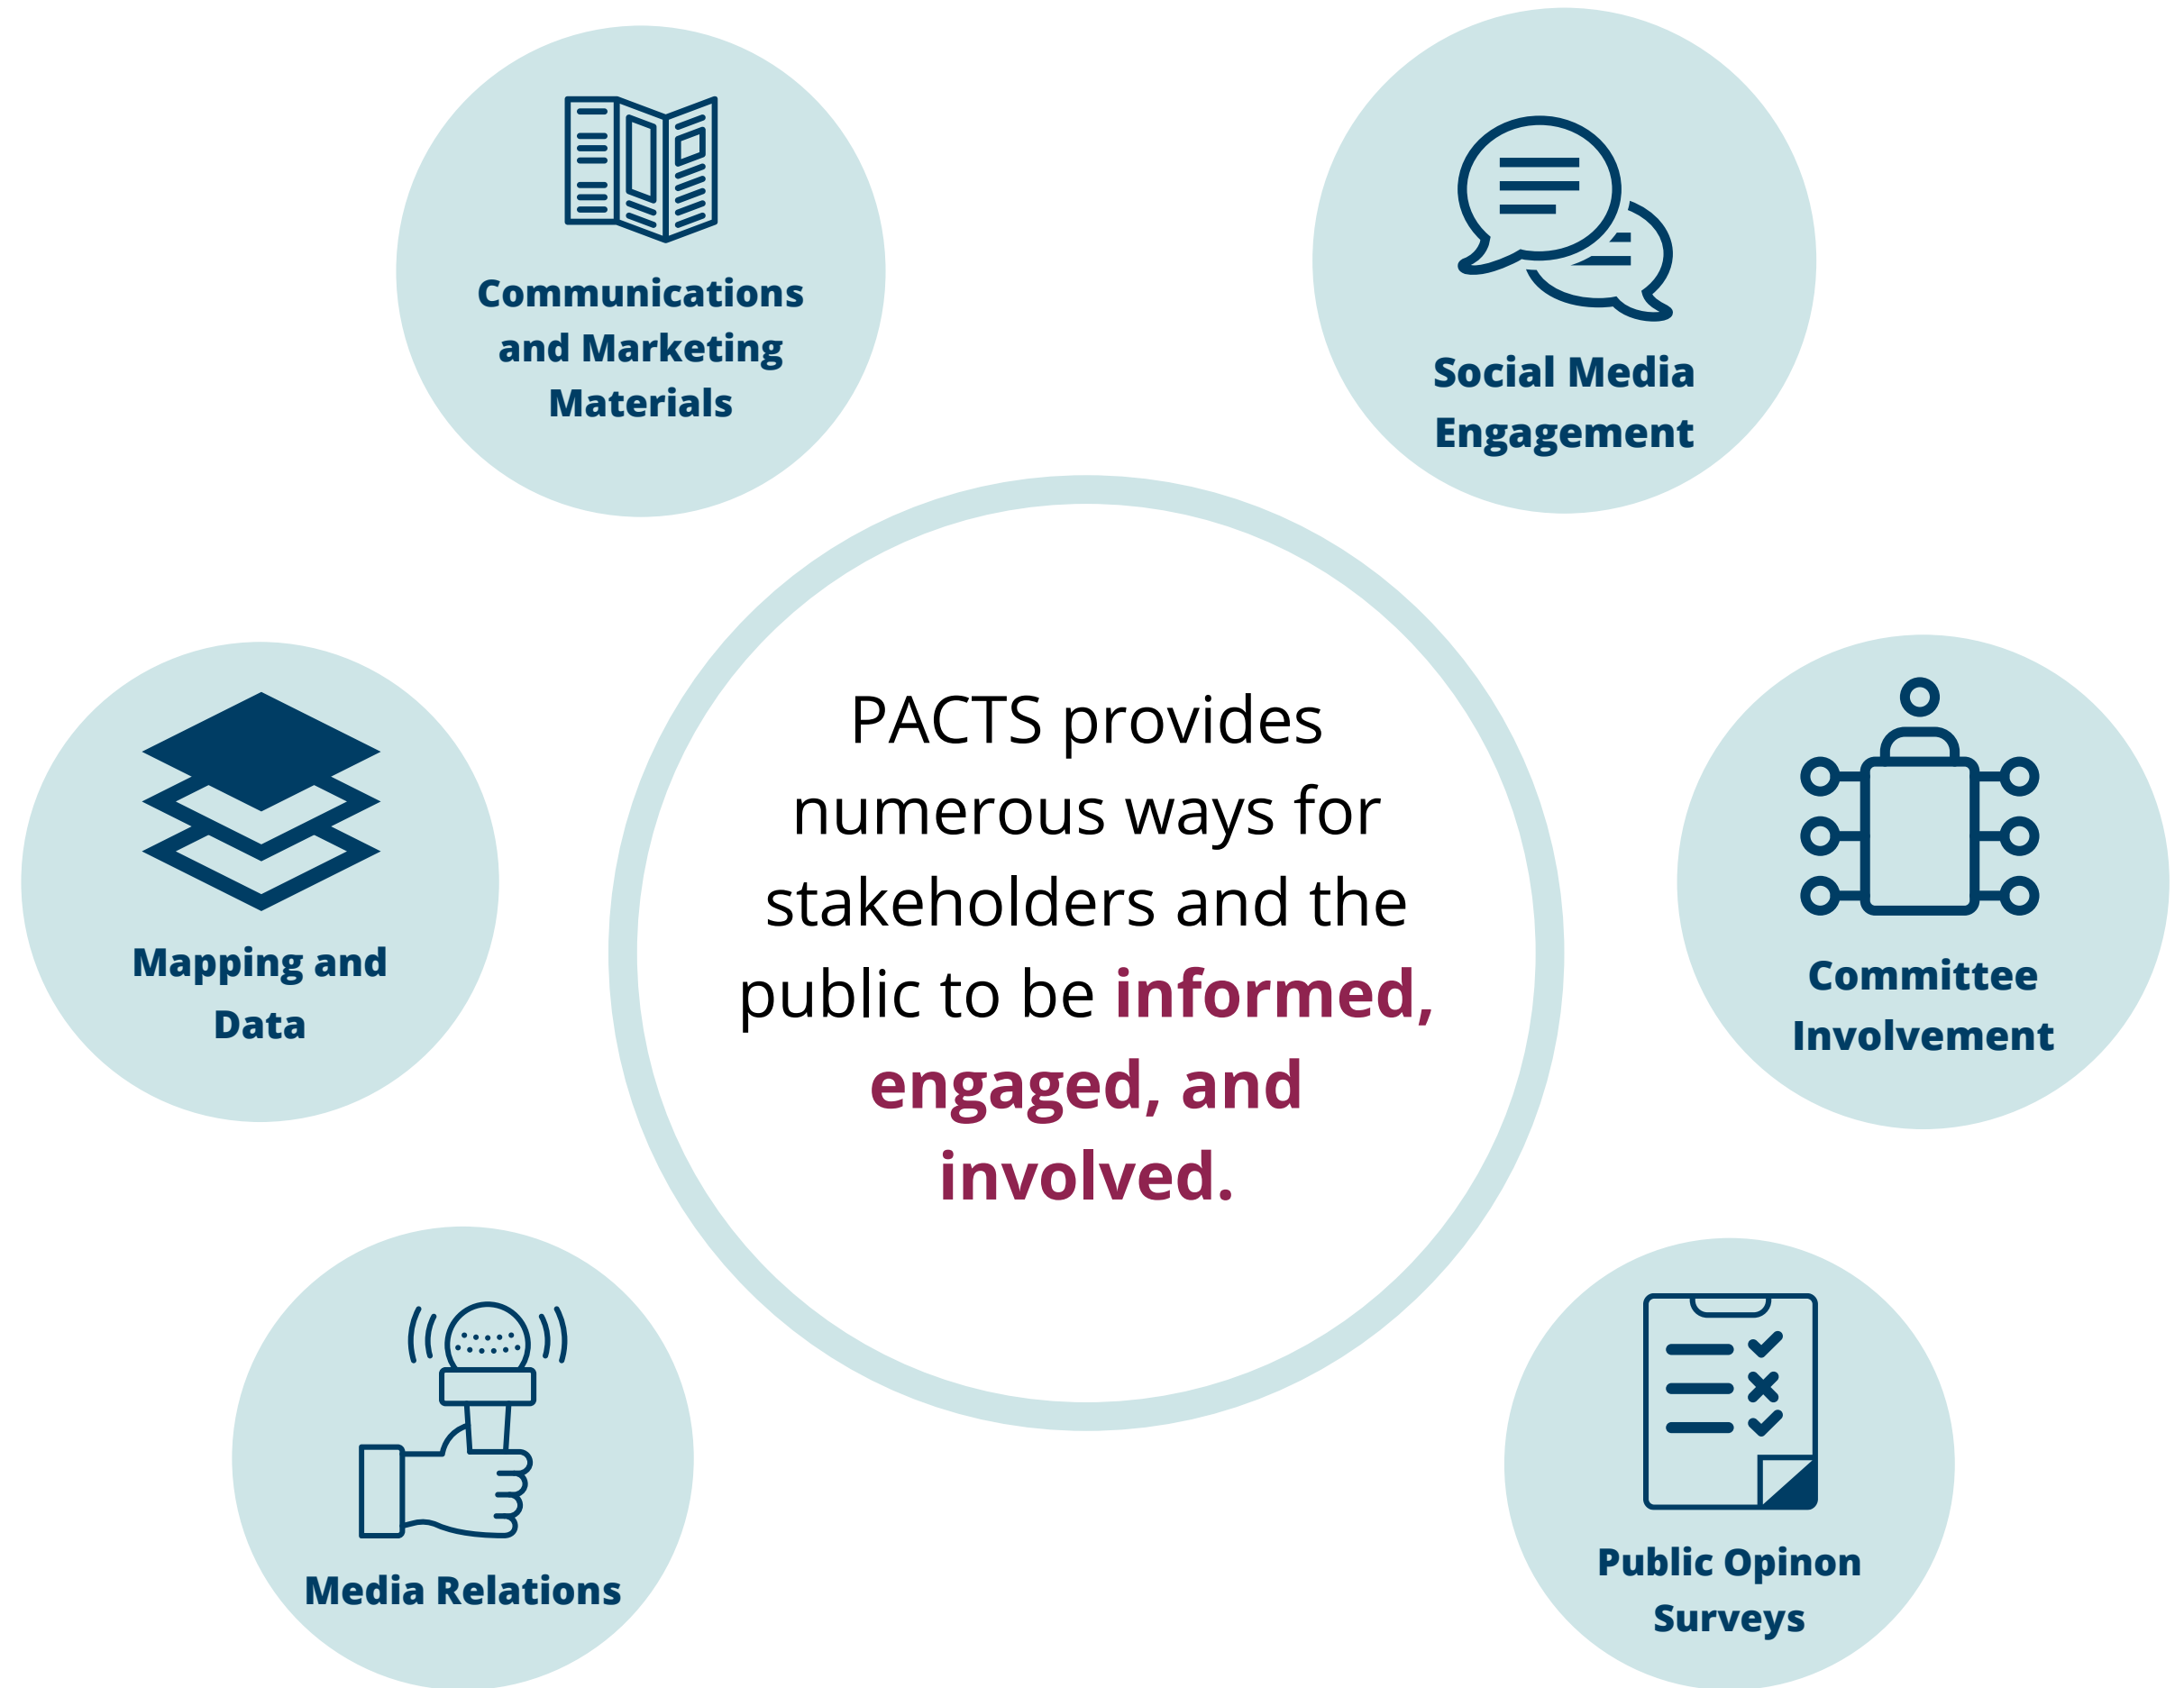 Communications
and Marketing
Materials
Social Media
Engagement
PACTS provides
numerous ways for
stakeholders and the
public to be informed,
engaged, and
involved.
Mapping and
Data
Committee
Involvement
Media Relations
Public Opinon
Surveys